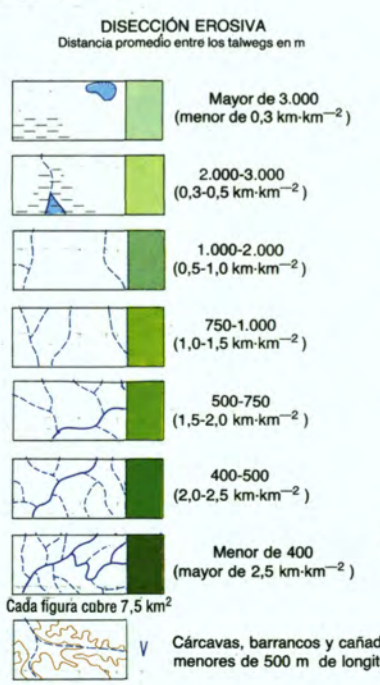 DISECCIÓN EROSIVA
Distancia promedio entre los talwegs en m
Mayor de 3.000
(menor de 0,3 km·km—2)
2.000-3.000
(0,3-0,5 km·km—2)
1.000-2.000
(0,5-1,0 km·km—2)
750-1.000
(1,0-1,5 km·km—2)
500-750
(1,5-2,0 km·km—2)
400-500
(2,0-2,5 km·km—2)
Menor de 400
(mayor de 2,5 km·km—2)
Cada figura cubre 7,5 km2
V
Cárcavas, barrancos y cañad
menores de 500 m de longit